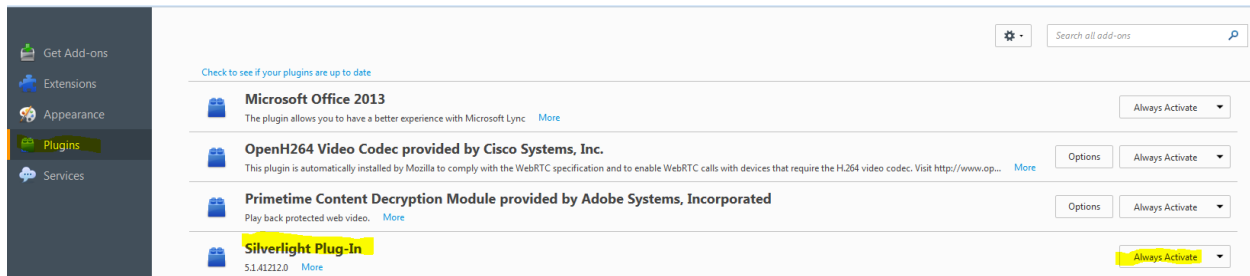 Search all add-ons
Get Add-ons
Extensions
Appearance
Plugins
Services
Check to see if your plugins are up to date
Microsoft Office 2013
The plugin allows you to have a better experience with Microsoft Lync More
Always Activate
OpenH264 Video Codec provided by Cisco Systems, Inc.
This plugin is automatically installed by Mozilla to comply with the WebRTC specification and to enable WebRTC calls with devices that require the H.264 video codec. Visit http://www.op... More
Options Always Activate
Primetime Content Decryption Module provided by Adobe Systems, Incorporated
Play back protected web video. More
Options Always Activate
Silverlight Plug-In
5.1.41212.0 More
Always Activate